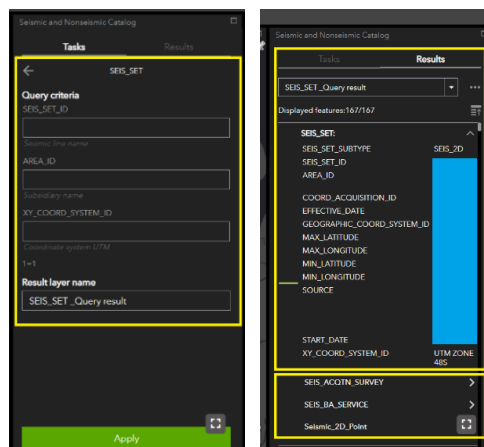 Seismic and Nonseismic Catalog
Tasks
Results
SEIS_SET
Query criteria
SEIS_SET_ID
Seismic line name
AREA_ID
Subsidiary name
XY_COORD_SYSTEM_ID
Coordinate system UTM
1=1
Result layer name
SEIS_SET _Query result
Apply
Seismic and Nonseismic Catalog
Tasks
Results
SEIS_SET _Query result
Displayed features:167/167
SEIS_SET:
SEIS_SET_SUBTYPE SEIS_2D
SEIS_SET_ID
AREA_ID
COORD_ACQUISITION_ID
EFFECTIVE_DATE
GEOGRAPHIC_COORD_SYSTEM_ID
MAX_LATITUDE
MAX_LONGITUDE
MIN_LATITUDE
MIN_LONGITUDE
SOURCE
START_DATE
XY_COORD_SYSTEM_ID UTM ZONE
48S
SEIS_ACQTN_SURVEY
SEIS_BA_SERVICE
Seismic_2D_Point